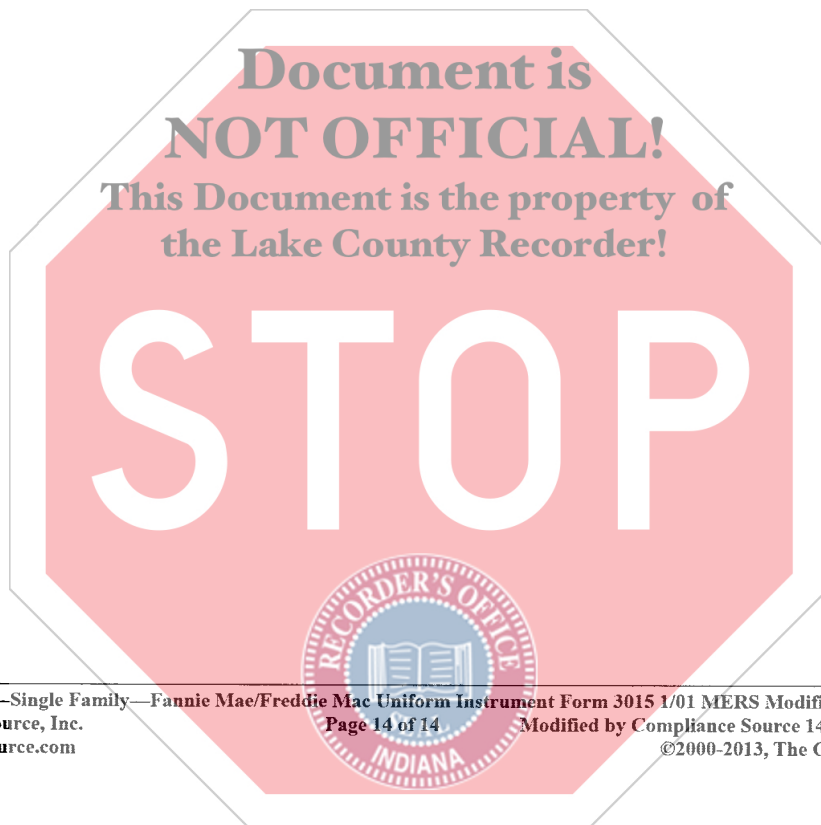 Document is
NOT OFFICIAL!
This Document is the property of
the Lake County Recorder!
STOP
RECORDER'S OFFICE
—Single Family—Fannie Mae/Freddie Mac Uniform Instrument Form 3015 1/01 MERS Modifi
urce, Inc. Page 14 of 14 Modified by Compliance Source 14
urce.com ©2000-2013, The C
INDIANA